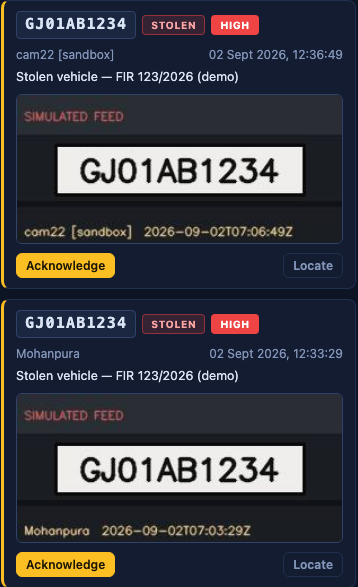 GJ01AB1234 STOLEN HIGH
cam22 [sandbox] 02 Sept 2026, 12:36:49
Stolen vehicle — FIR 123/2026 (demo)
SIMULATED FEED
GJ01AB1234
cam22 [sandbox] 2026-09-02T07:06:49Z
Acknowledge Locate
GJ01AB1234 STOLEN HIGH
Mohanpura 02 Sept 2026, 12:33:29
Stolen vehicle — FIR 123/2026 (demo)
SIMULATED FEED
GJ01AB1234
Mohanpura 2026-09-02T07:03:29Z
Acknowledge Locate